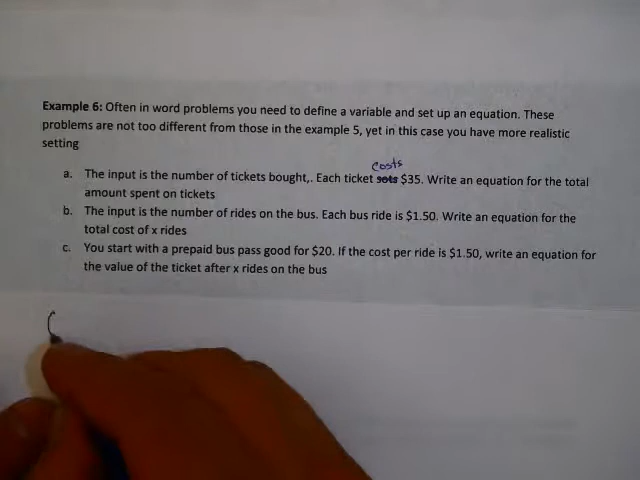 Example 6: Often in word problems you need to define a variable and set up an equation. These
problems are not too different from those in the example 5, yet in this case you have more realistic
setting
costs
a. The input is the number of tickets bought,. Each ticket sots $35. Write an equation for the total
amount spent on tickets
b. The input is the number of rides on the bus. Each bus ride is $1.50. Write an equation for the
total cost of x rides
c. You start with a prepaid bus pass good for $20. If the cost per ride is $1.50, write an equation for
the value of the ticket after x rides on the bus
(